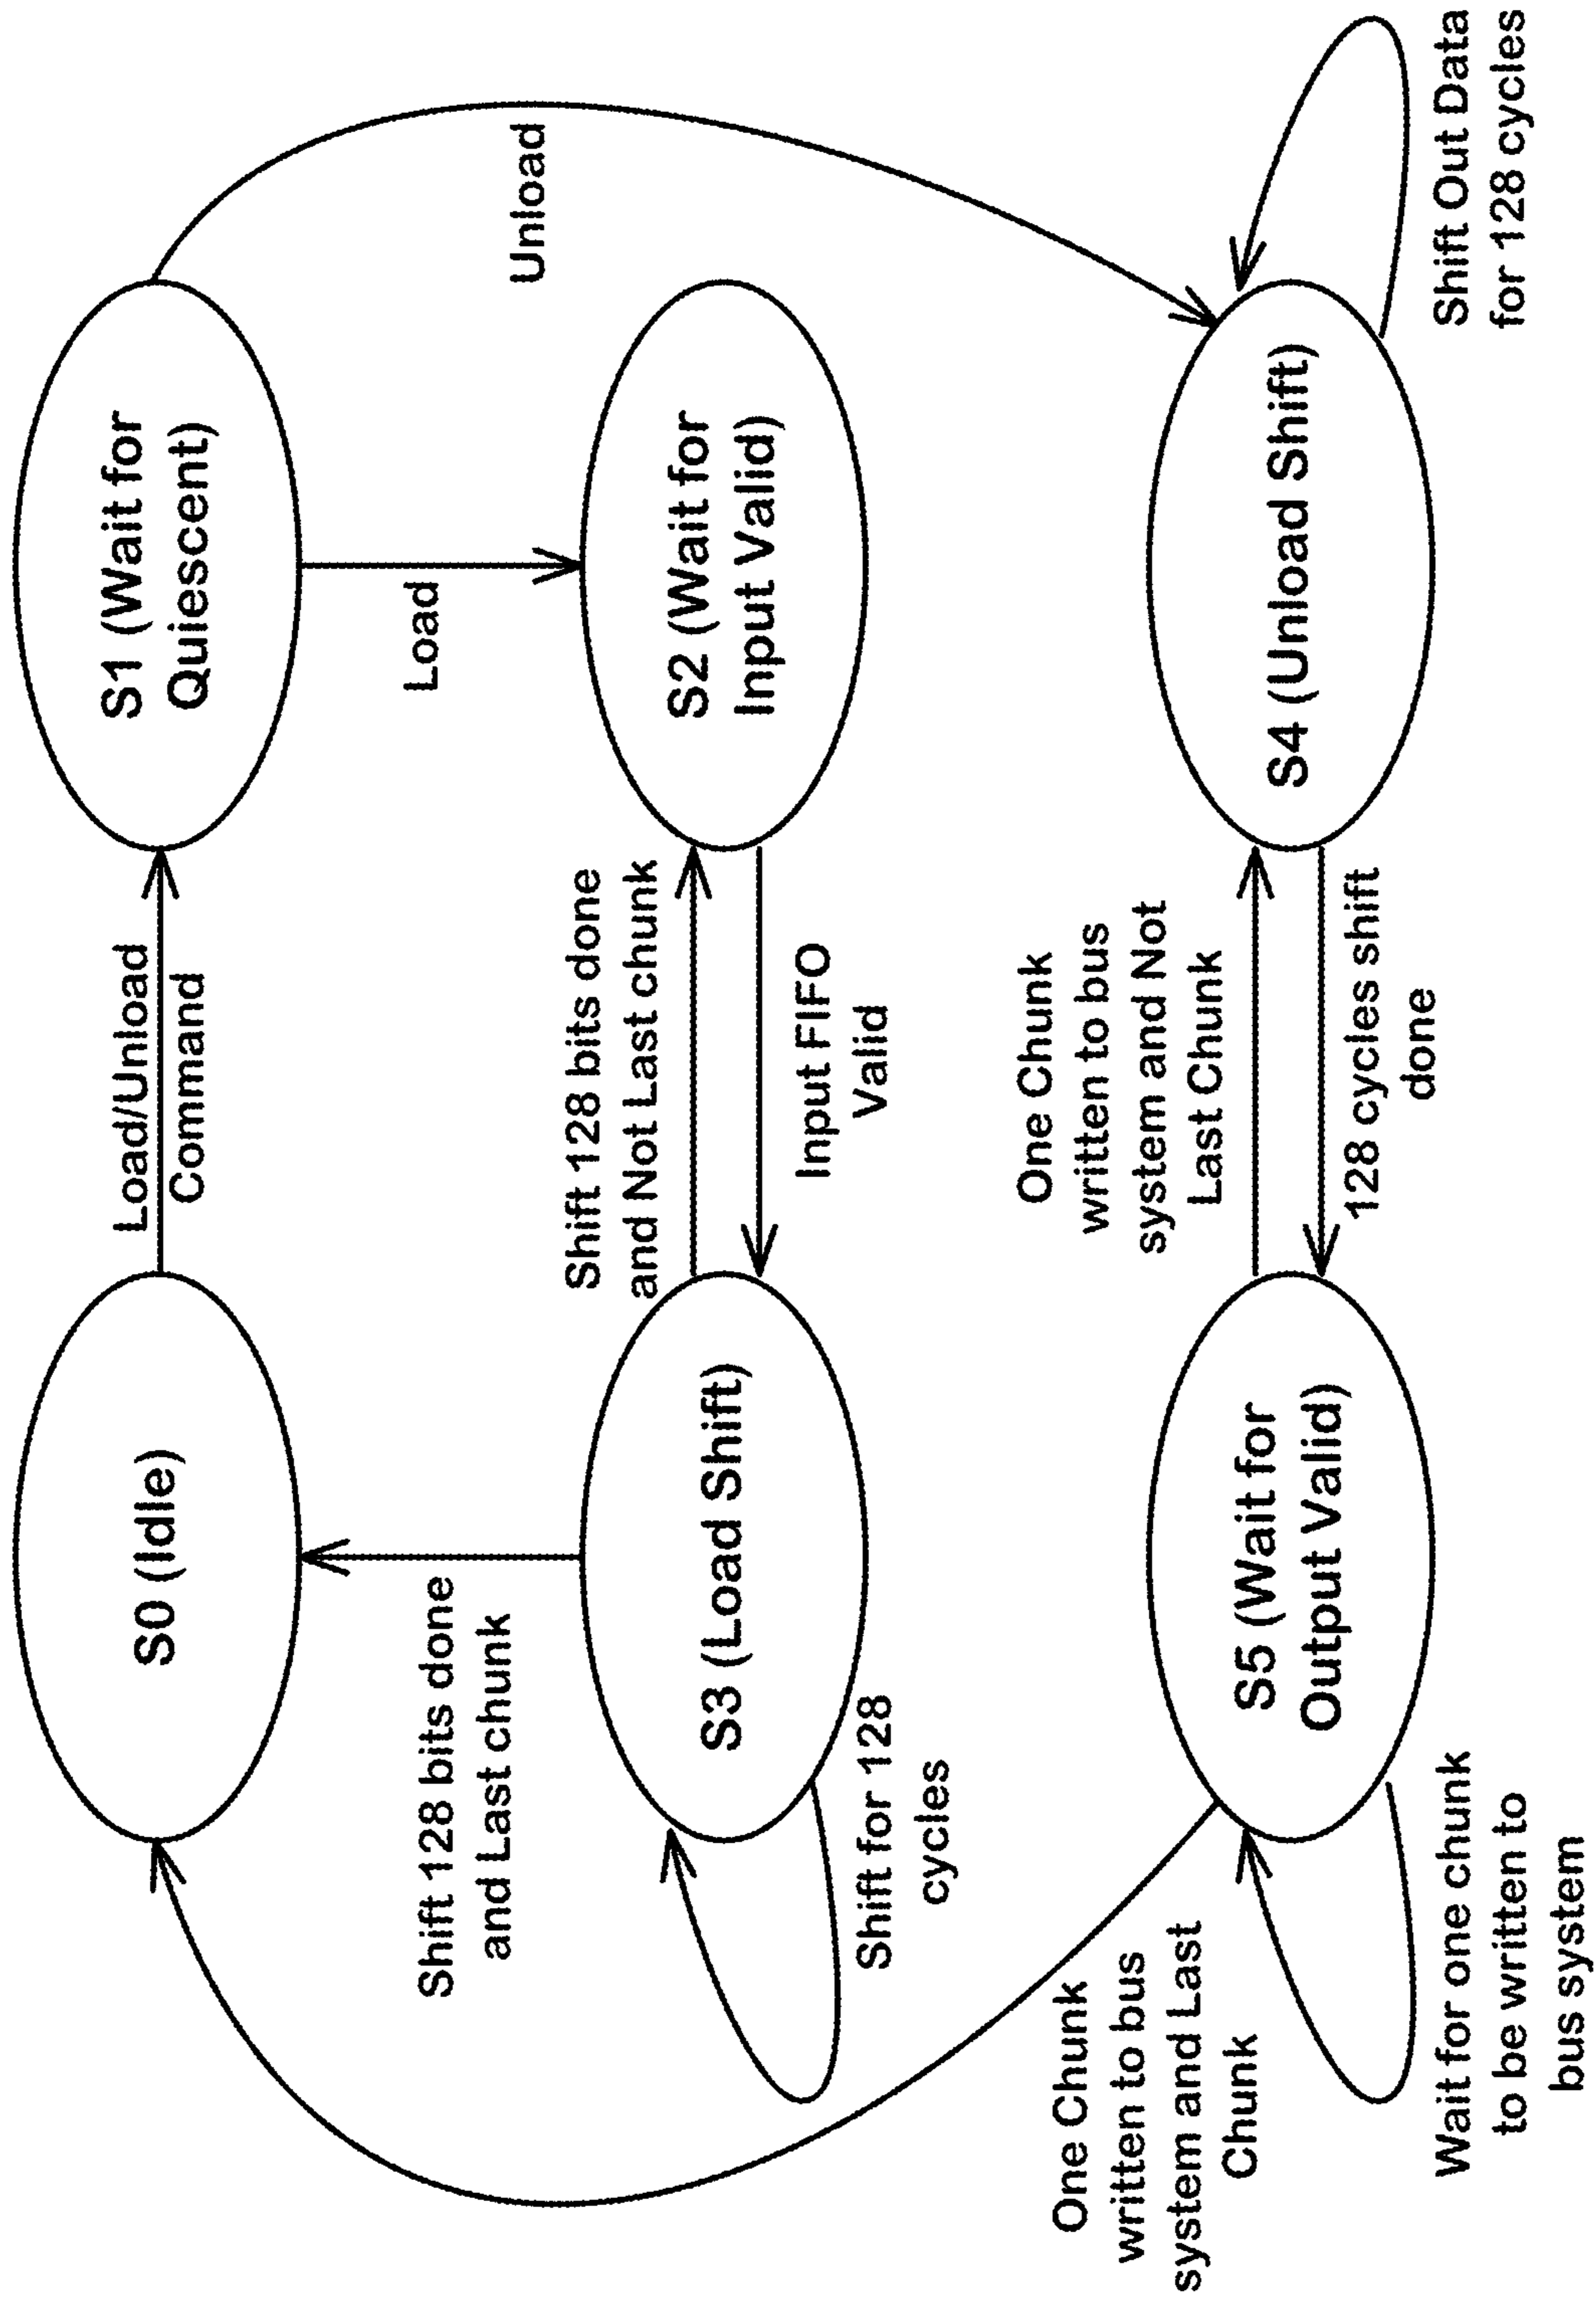 S0 (Idle)
Load/Unload
Command
S1 (Wait for
Quiescent)
Unload
Shift 128 bits done
and Last chunk
Load
S3 (Load Shift)
Shift 128 bits done
and Not Last chunk
S2 (Wait for
Input Valid)
Shift for 128
cycles
Input FIFO
Valid
One Chunk
written to bus
system and Last
Chunk
One Chunk
written to bus
system and Not
Last Chunk
S5 (Wait for
Output Valid)
S4 (Unload Shift)
128 cycles shift
done
Wait for one chunk
to be written to
bus system
Shift Out Data
for 128 cycles